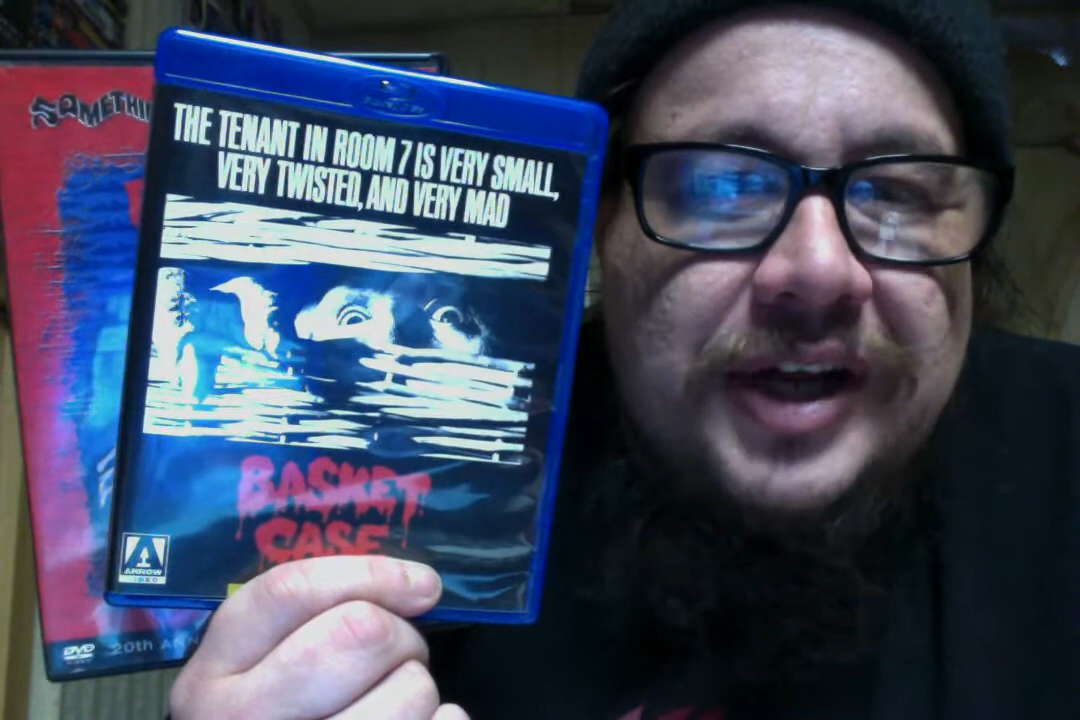 SOMETHIN
THE TENANT IN ROOM 7 IS VERY SMALL,
VERY TWISTED, AND VERY MAD
BASKET
CASE
ARROW
VIDEO
DVD
20th ANN